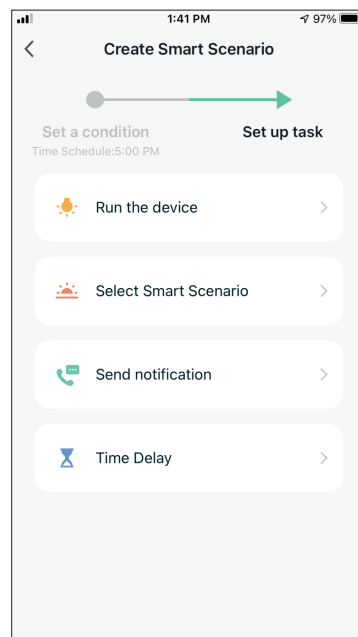 1:41 PM
97%
Create Smart Scenario
Set a condition
Set up task
Time Schedule:5:00 PM
Run the device
Select Smart Scenario
Send notification
Time Delay